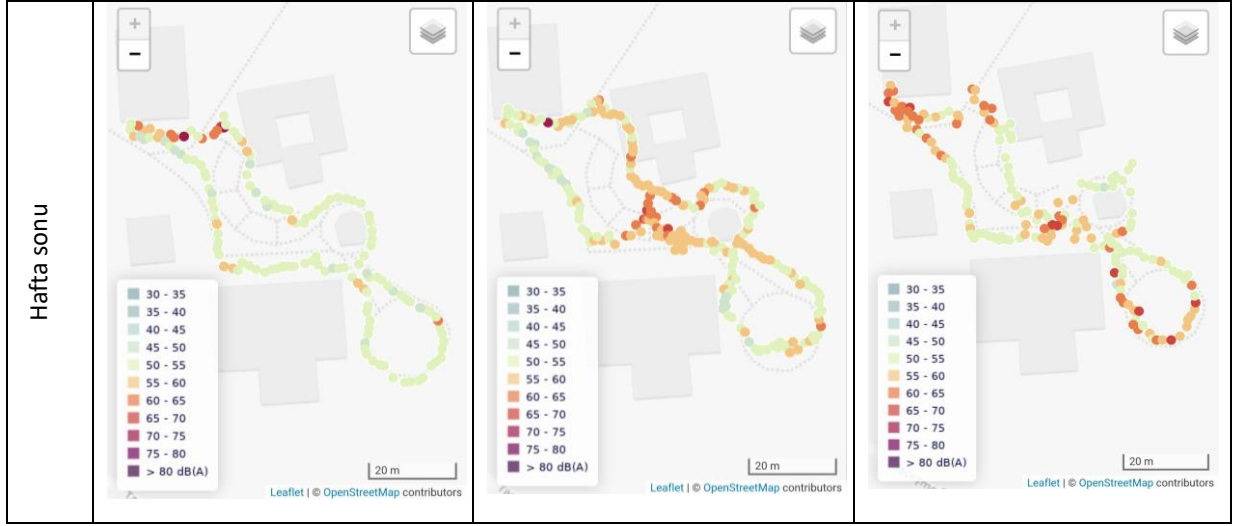 Hafta sonu
+
−
30 - 35
35 - 40
40 - 45
45 - 50
50 - 55
55 - 60
60 - 65
65 - 70
70 - 75
75 - 80
> 80 dB(A)
20 m
Leaflet | © OpenStreetMap contributors
+
−
30 - 35
35 - 40
40 - 45
45 - 50
50 - 55
55 - 60
60 - 65
65 - 70
70 - 75
75 - 80
> 80 dB(A)
20 m
Leaflet | © OpenStreetMap contributors
+
−
30 - 35
35 - 40
40 - 45
45 - 50
50 - 55
55 - 60
60 - 65
65 - 70
70 - 75
75 - 80
> 80 dB(A)
20 m
Leaflet | © OpenStreetMap contributors